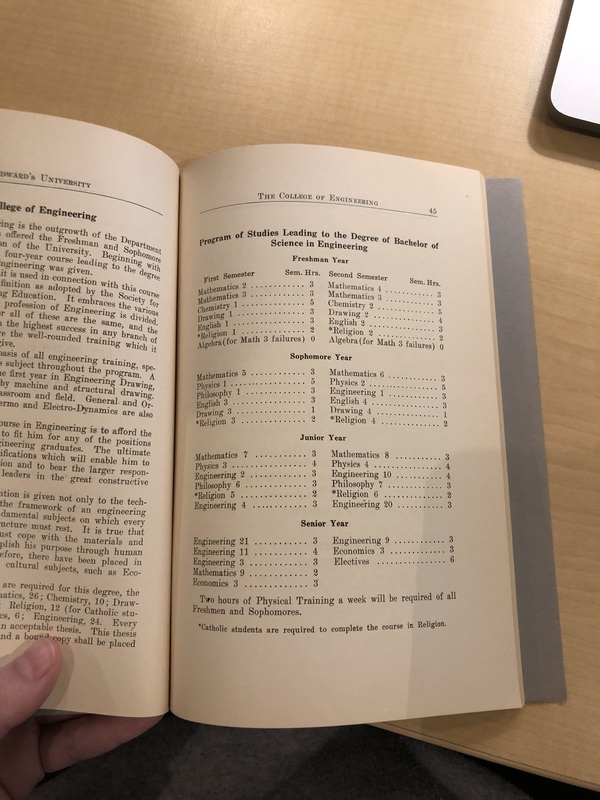 DWARD'S UNIVERSITY
llege of Engineering
ing is the outgrowth of the Department
offered the Freshman and Sophomore
on of the University. Beginning with
four-year course leading to the degree
ngineering was given.
it is used in connection with this course
finition as adopted by the Society for
ng Education. It embraces the various
profession of Engineering is divided.
or all of these are the same, and the
the highest success in any branch of
re the well-rounded training which it
give.
basis of all engineering training, spe-
s subject throughout the program. A
he first year in Engineering Drawing,
by machine and structural drawing.
assroom and field. General and Or-
ermo and Electro-Dynamics are also
ourse in Engineering is to afford the
to fit him for any of the positions
gineering graduates. The ultimate
ifications which will enable him to
ion and to bear the larger respon-
leaders in the great constructive
ntion is given not only to the tech-
the framework of an engineering
damental subjects on which every
ructure must rest. It is true that
ust cope with the materials and
plish his purpose through human
efore, there have been placed in
cultural subjects, such as Eco-
are required for this degree, the
matics, 26; Chemistry, 10; Draw-
Religion, 12 (for Catholic stu-
cs, 6; Engineering, 24. Every
n acceptable thesis. This thesis
nd a bound copy shall be placed
THE COLLEGE OF ENGINEERING 45
Program of Studies Leading to the Degree of Bachelor of
Science in Engineering
Freshman Year
First Semester Sem. Hrs. Second Semester Sem. Hrs.
Mathematics 2 .......... 3 Mathematics 4 .......... 3
Mathematics 3 .......... 3 Mathematics 3 .......... 3
Chemistry 1 .......... 5 Chemistry 2 .......... 5
Drawing 1 .......... 3 Drawing 2 .......... 4
English 1 .......... 3 English 2 .......... 3
*Religion 1 .......... 2 *Religion 2 .......... 2
Algebra (for Math 3 failures) 0 Algebra (for Math 3 failures) 0
Sophomore Year
Mathematics 5 .......... 3 Mathematics 6 .......... 3
Physics 1 .......... 5 Physics 2 .......... 5
Philosophy 1 .......... 3 Engineering 1 .......... 3
English 3 .......... 3 English 4 .......... 3
Drawing 3 .......... 1 Drawing 4 .......... 1
*Religion 3 .......... 2 *Religion 4 .......... 2
Junior Year
Mathematics 7 .......... 3 Mathematics 8 .......... 3
Physics 3 .......... 4 Physics 4 .......... 4
Engineering 2 .......... 3 Engineering 10 .......... 4
Philosophy 6 .......... 3 Philosophy 7 .......... 3
*Religion 5 .......... 2 *Religion 6 .......... 2
Engineering 4 .......... 3 Engineering 20 .......... 3
Senior Year
Engineering 21 .......... 3 Engineering 9 .......... 3
Engineering 11 .......... 4 Economics 3 .......... 3
Engineering 3 .......... 3 Electives .......... 6
Mathematics 9 .......... 2
Economics 3 .......... 3
Two hours of Physical Training a week will be required of all
Freshmen and Sophomores.
*Catholic students are required to complete the course in Religion.